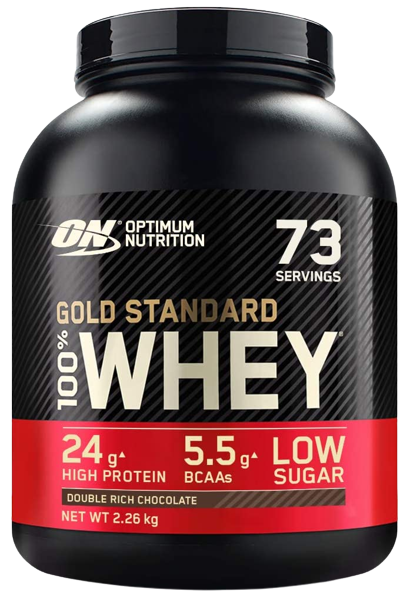 ON® OPTIMUM
NUTRITION
73
SERVINGS
GOLD STANDARD
100% WHEY®
24g▲ 5.5g▲ LOW
HIGH PROTEIN BCAAs SUGAR
DOUBLE RICH CHOCOLATE
NET WT 2.26 kg